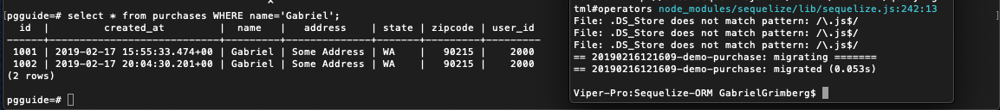 pgguide=# select * from purchases WHERE name='Gabriel';
id | created_at | name | address | state | zipcode | user_id
------+----------------------------+---------+--------------+-------+---------+---------
1001 | 2019-02-17 15:55:33.474+00 | Gabriel | Some Address | WA | 90215 | 2000
1002 | 2019-02-17 20:04:30.201+00 | Gabriel | Some Address | WA | 90215 | 2000
(2 rows)
pgguide=#
tml#operators node_modules/sequelize/lib/sequelize.js:242:13
File: .DS_Store does not match pattern: /\.js$/
File: .DS_Store does not match pattern: /\.js$/
File: .DS_Store does not match pattern: /\.js$/
== 20190216121609-demo-purchase: migrating =======
== 20190216121609-demo-purchase: migrated (0.053s)
Viper-Pro:Sequelize-ORM GabrielGrimberg$